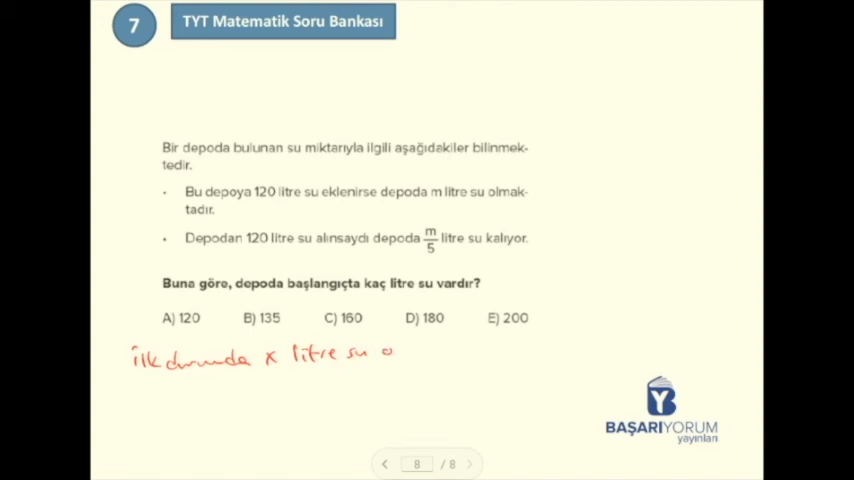 7
TYT Matematik Soru Bankası
Bir depoda bulunan su miktarıyla ilgili aşağıdakiler bilinmek-
tedir.
• Bu depoya 120 litre su eklenirse depoda m litre su olmak-
tadır.
• Depodan 120 litre su alınsaydı depoda m/5 litre su kalıyor.
Buna göre, depoda başlangıçta kaç litre su vardır?
A) 120 B) 135 C) 160 D) 180 E) 200
ilk durumda x litre su o
BAŞARIYORUM
yayınları
8 / 8